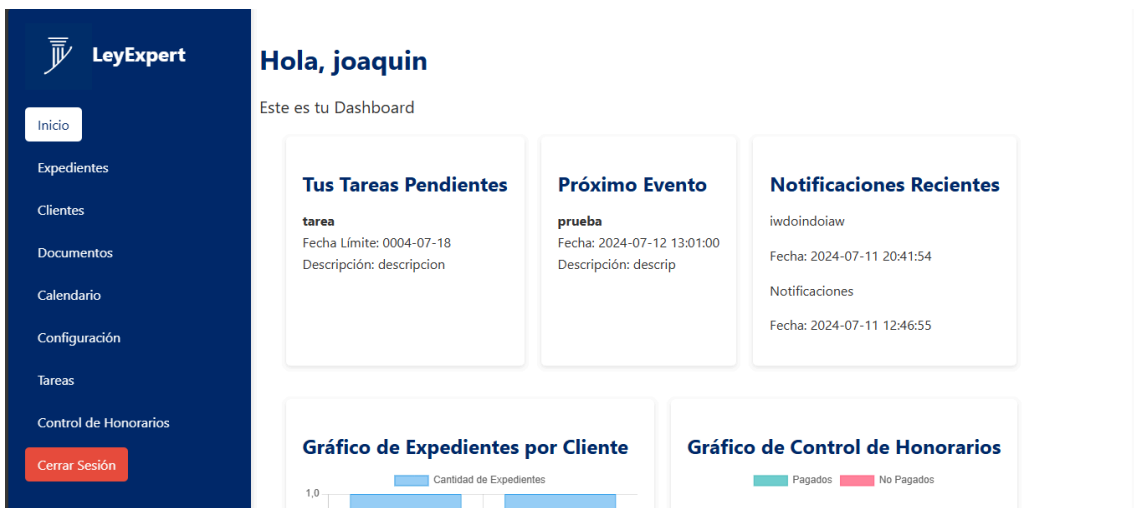 LeyExpert
Inicio
Expedientes
Clientes
Documentos
Calendario
Configuración
Tareas
Control de Honorarios
Cerrar Sesión
Hola, joaquin
Este es tu Dashboard
Tus Tareas Pendientes
tarea
Fecha Límite: 0004-07-18
Descripción: descripcion
Próximo Evento
prueba
Fecha: 2024-07-12 13:01:00
Descripción: descrip
Notificaciones Recientes
iwdoindoiaw
Fecha: 2024-07-11 20:41:54
Notificaciones
Fecha: 2024-07-11 12:46:55
Gráfico de Expedientes por Cliente
Cantidad de Expedientes
1,0
Gráfico de Control de Honorarios
Pagados No Pagados